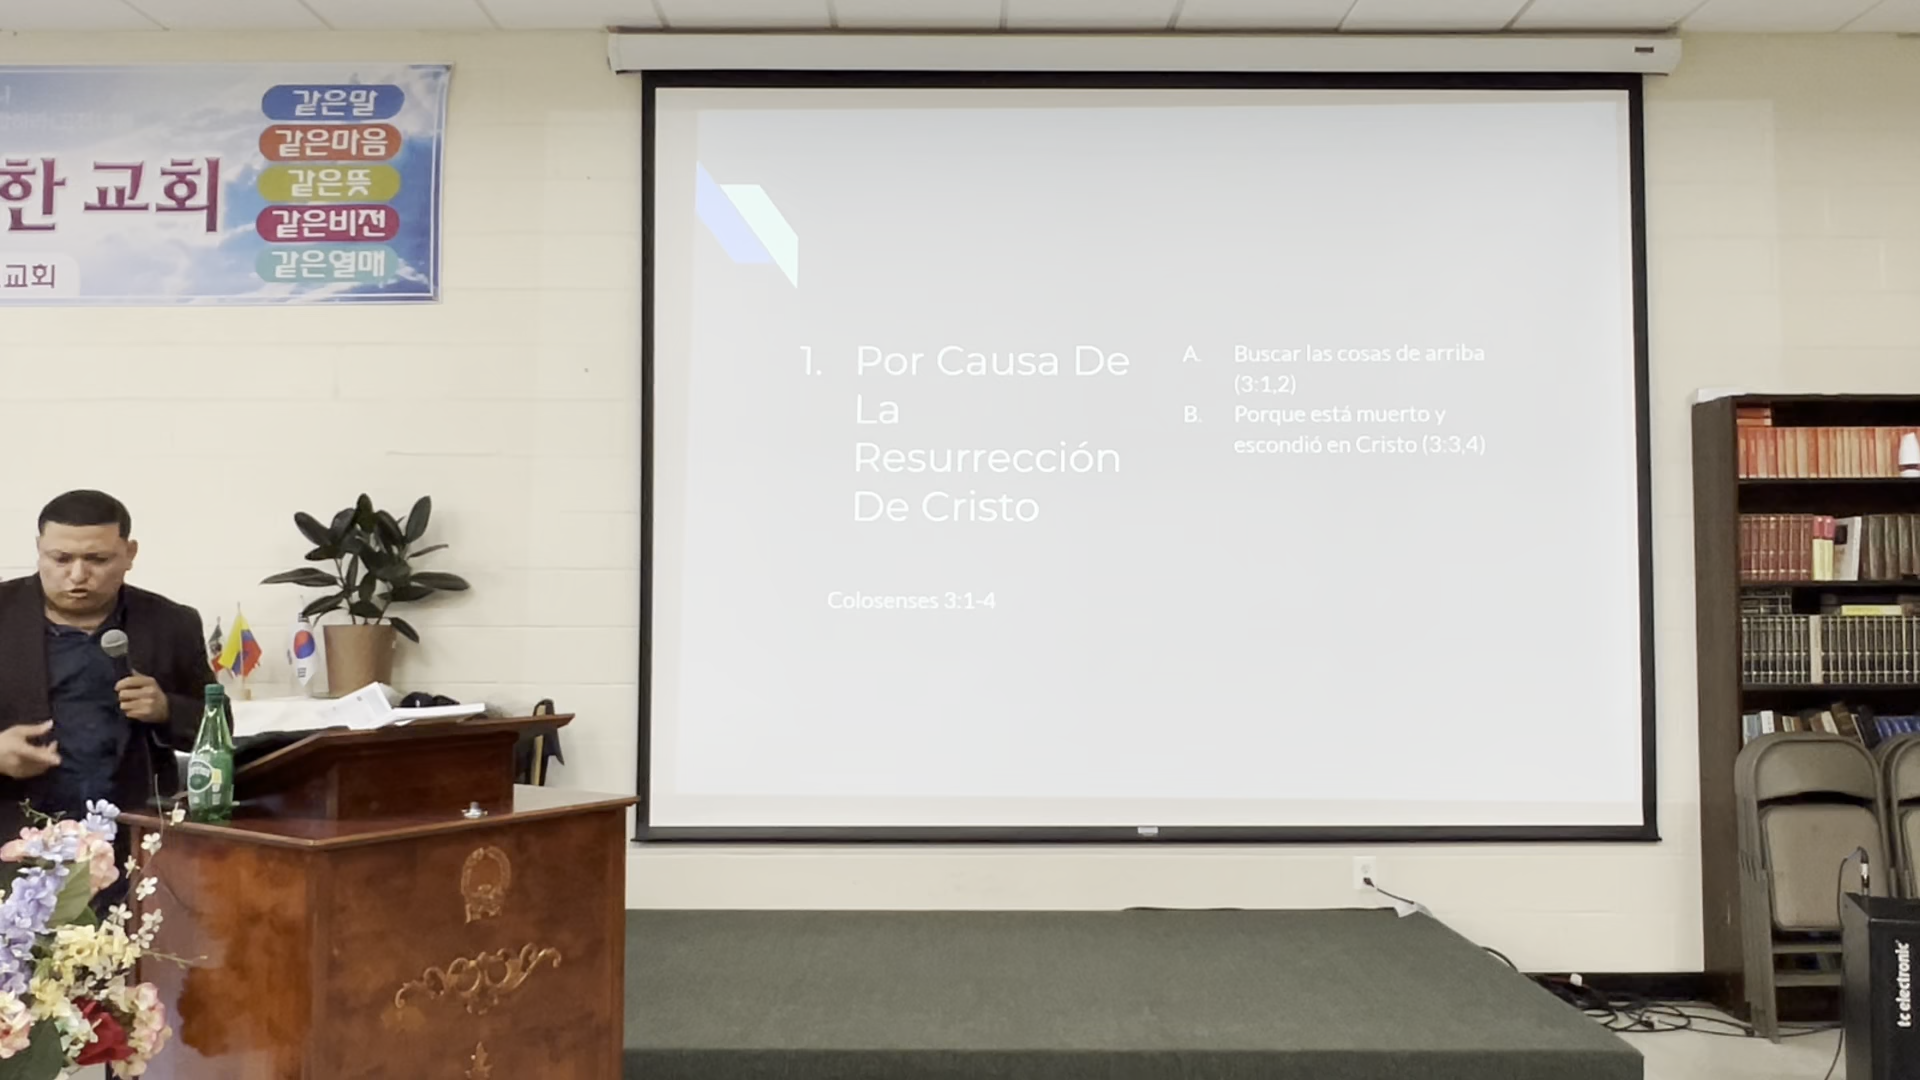 같은말
같은마음
같은뜻
같은비전
같은열매
한 교회
교회
1. Por Causa De
La
Resurrección
De Cristo
Colosenses 3:1-4
A. Buscar las cosas de arriba
(3:1,2)
B. Porque está muerto y
escondió en Cristo (3:3,4)
tc electronic